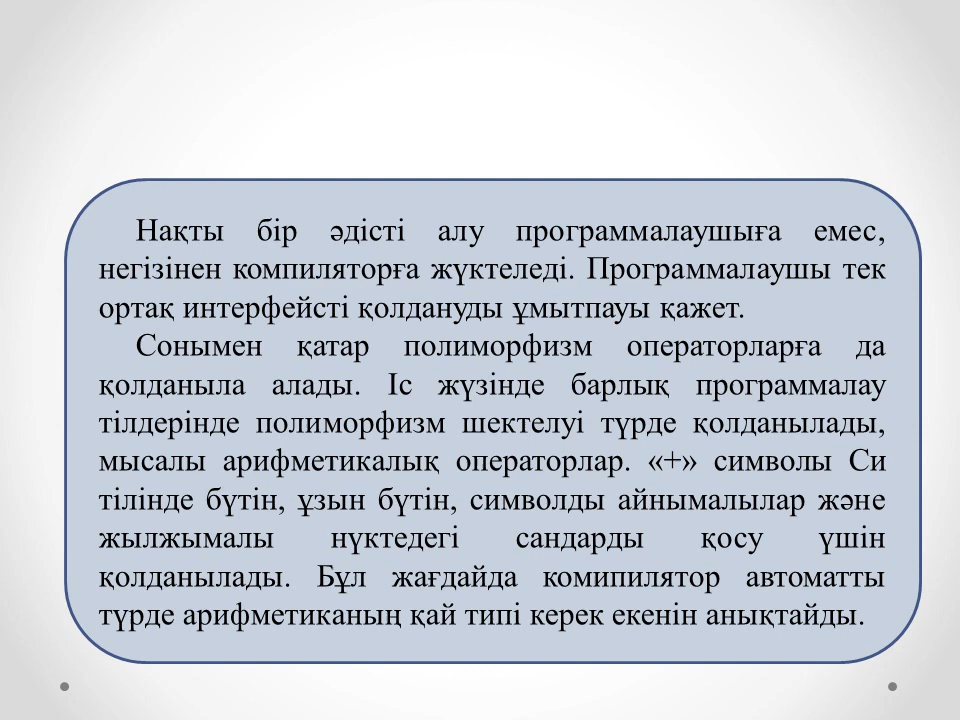 Нақты бір әдісті алу программалаушыға емес,
негізінен компиляторға жүктеледі. Программалаушы тек
ортақ интерфейсті қолдануды ұмытпауы қажет.
Сонымен қатар полиморфизм операторларға да
қолданыла алады. Іс жүзінде барлық программалау
тілдерінде полиморфизм шектелуі түрде қолданылады,
мысалы арифметикалық операторлар. «+» символы Си
тілінде бүтін, ұзын бүтін, символды айнымалылар және
жылжымалы нүктедегі сандарды қосу үшін
қолданылады. Бұл жағдайда комипилятор автоматты
түрде арифметиканың қай типі керек екенін анықтайды.